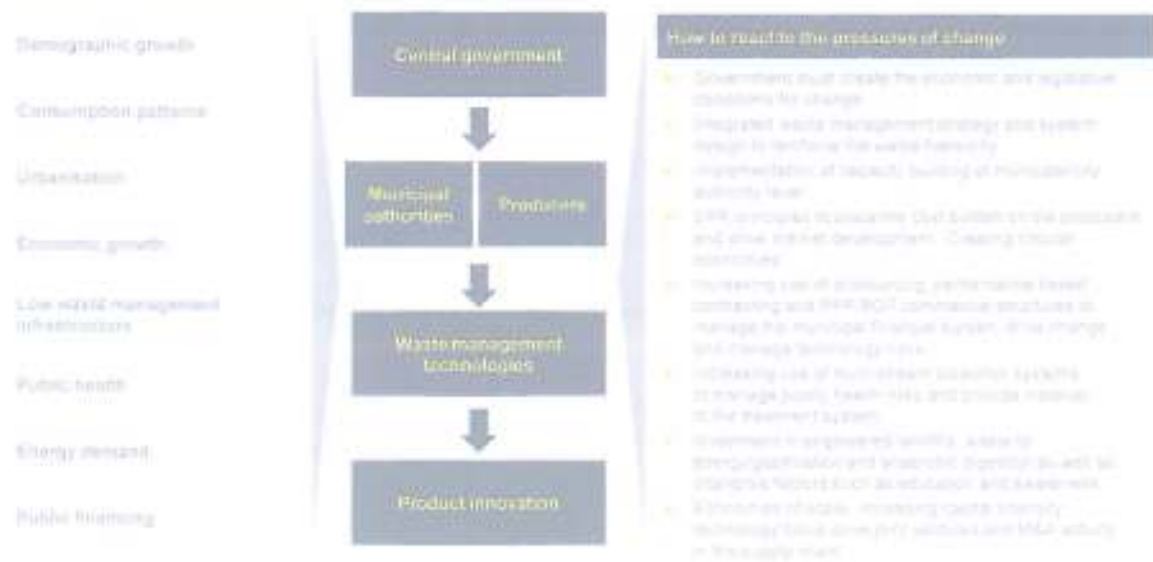 Demographic growth
Consumption patterns
Urbanisation
Economic growth
Low waste management
infrastructure
Public health
Energy demand
Public financing
Central government
Municipal
authorities
Producers
Waste management
technologies
Product innovation
How to react to the pressures of change
Government must create the economic and legislative
conditions for change
Integrated waste management strategy and system
design to reinforce the waste hierarchy
Implementation of capacity building at municipality
authority level
EPR principles to place the cost burden on the producers
and drive market development. Creating
Increasing use of outsourcing, performance based
contracting and commercial structures to
manage the municipal financial burden, drive change
and manage technology risks
Increasing use of multi-stream collection systems
to manage public health risks and provide material
to the treatment system
Investment in engineered landfills, waste to
energy/gasification and anaerobic digestion as well as
intangible factors such as education and awareness
Economies of scale, increasing capital intensity,
technology joint ventures and M&A activity
in the supply chain